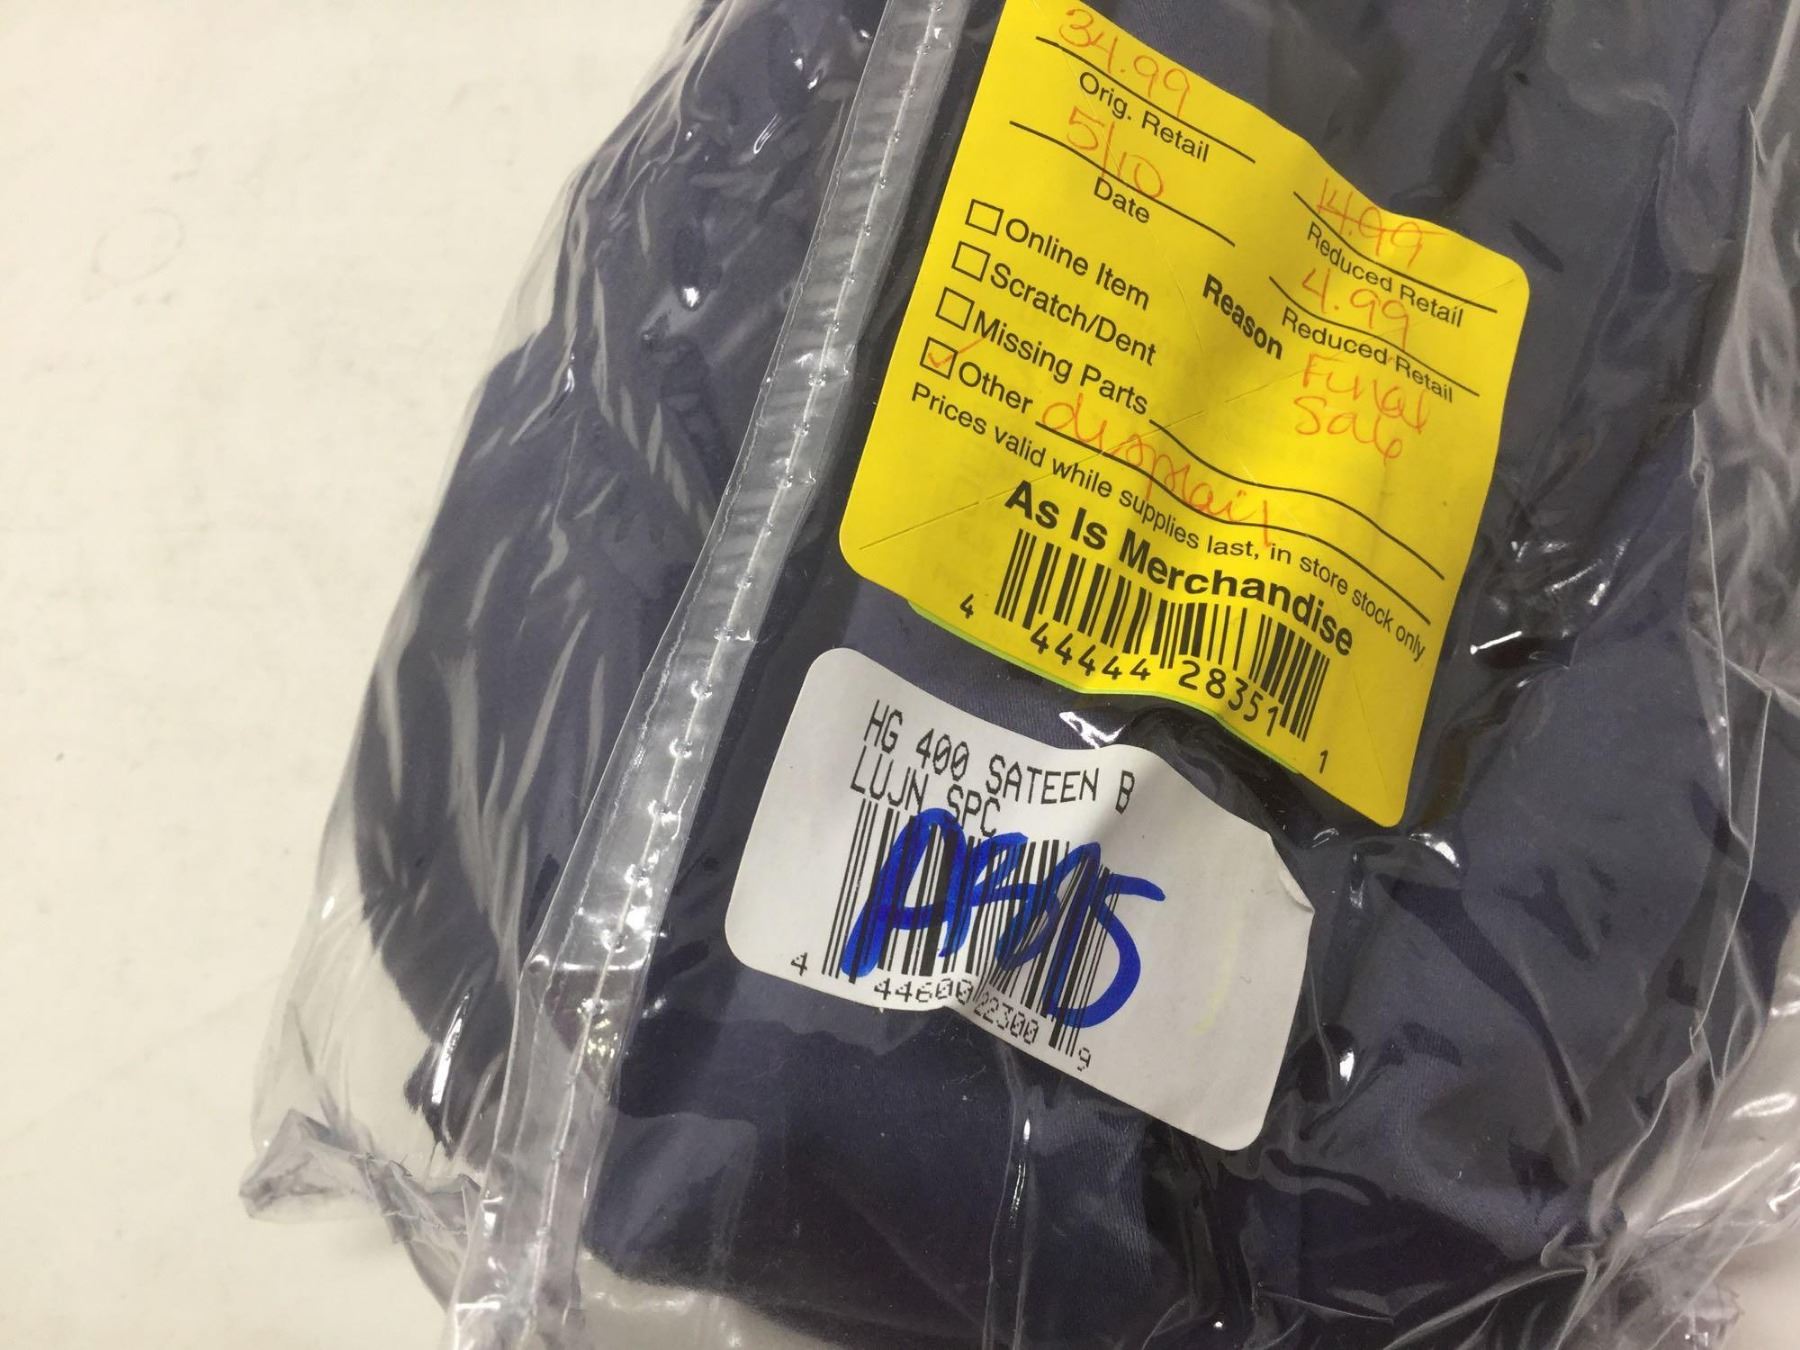 34.99
Orig. Retail
5/10
Date
14.99
Reduced Retail
4.99
Reduced Retail
Online Item
Scratch/Dent
Missing Parts
Other
Reason
Final
Sale
Prices valid while supplies last, in store stock only
As Is Merchandise
4 44444 28351 1
HG 400 SATEEN B
LUJN SPC
4 44600 22300 9